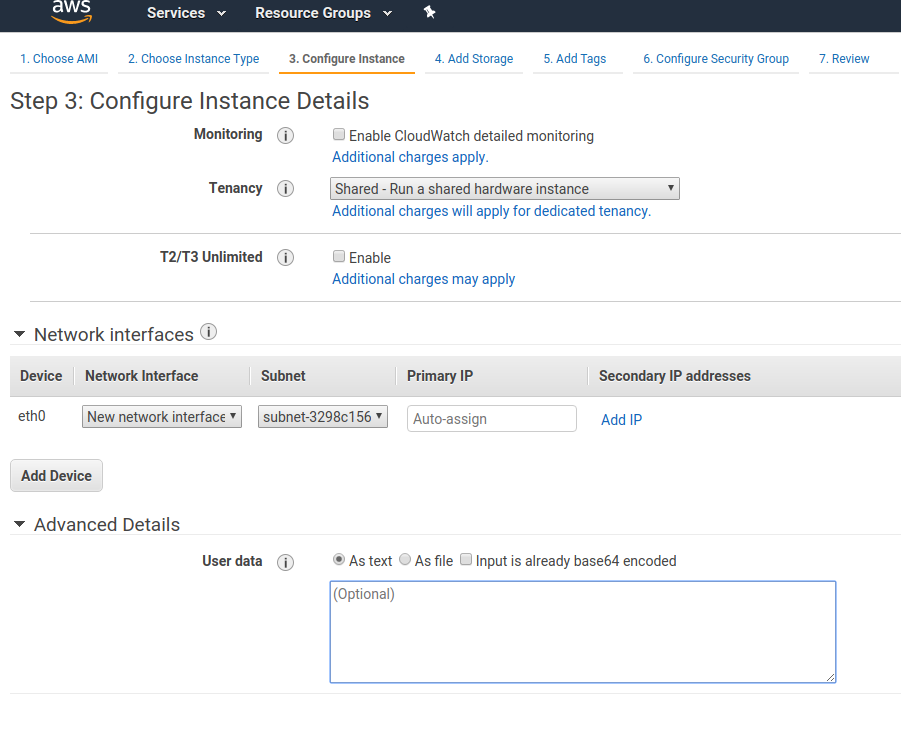 aws Services Resource Groups
1. Choose AMI 2. Choose Instance Type 3. Configure Instance 4. Add Storage 5. Add Tags 6. Configure Security Group 7. Review
Step 3: Configure Instance Details
Monitoring i Enable CloudWatch detailed monitoring
Additional charges apply.
Tenancy i Shared - Run a shared hardware instance
Additional charges will apply for dedicated tenancy.
T2/T3 Unlimited i Enable
Additional charges may apply
Network interfaces i
Device Network Interface Subnet Primary IP Secondary IP addresses
eth0 New network interface subnet-3298c156 Auto-assign Add IP
Add Device
Advanced Details
User data i As text As file Input is already base64 encoded
(Optional)